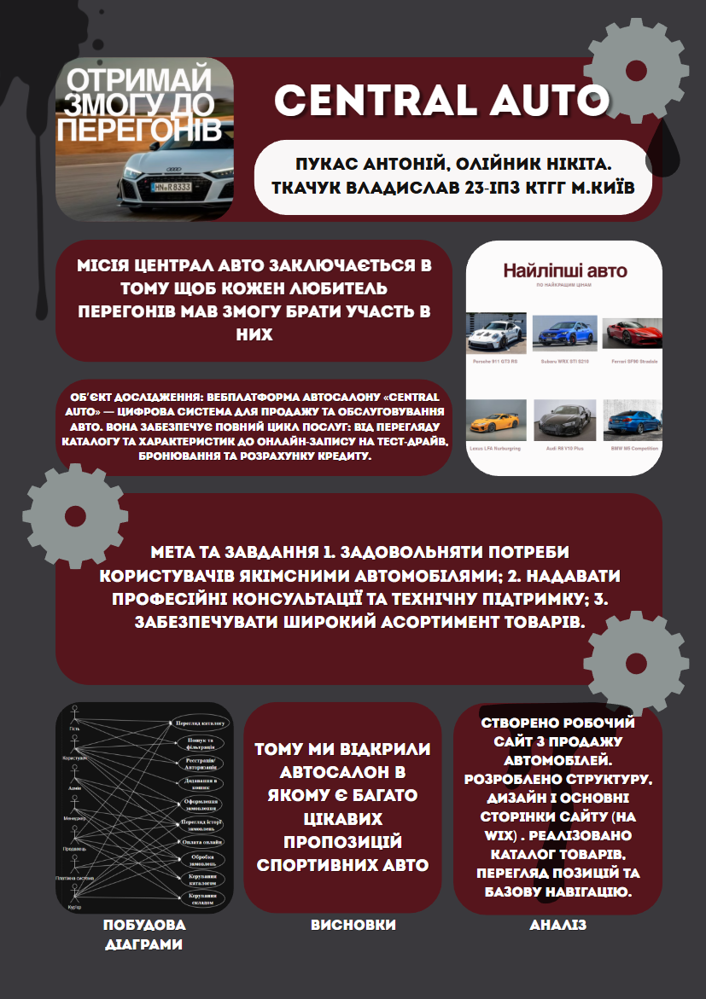 ОТРИМАЙ
ЗМОГУ ДО
ПЕРЕГОНІВ
HN R 8333
CENTRAL AUTO
ПУКАС АНТОНІЙ, ОЛІЙНИК НІКІТА.
ТКАЧУК ВЛАДИСЛАВ 23-ІПЗ КТГГ М.КИЇВ
МІСІЯ ЦЕНТРАЛ АВТО ЗАКЛЮЧАЄТЬСЯ В
ТОМУ ЩОБ КОЖЕН ЛЮБИТЕЛЬ
ПЕРЕГОНІВ МАВ ЗМОГУ БРАТИ УЧАСТЬ В
НИХ
Найліпші авто
ПО НАЙКРАЩИМ ЦІНАМ
Porsche 911 GT3 RS
Subaru WRX STI S210
Ferrari SF90 Stradale
Lexus LFA Nurburgring
Audi R8 V10 Plus
BMW M5 Competition
ОБ'ЄКТ ДОСЛІДЖЕННЯ: ВЕБПЛАТФОРМА АВТОСАЛОНУ «CENTRAL
AUTO» — ЦИФРОВА СИСТЕМА ДЛЯ ПРОДАЖУ ТА ОБСЛУГОВУВАННЯ
АВТО. ВОНА ЗАБЕЗПЕЧУЄ ПОВНИЙ ЦИКЛ ПОСЛУГ: ВІД ПЕРЕГЛЯДУ
КАТАЛОГУ ТА ХАРАКТЕРИСТИК ДО ОНЛАЙН-ЗАПИСУ НА ТЕСТ-ДРАЙВ,
БРОНЮВАННЯ ТА РОЗРАХУНКУ КРЕДИТУ.
МЕТА ТА ЗАВДАННЯ 1. ЗАДОВОЛЬНЯТИ ПОТРЕБИ
КОРИСТУВАЧІВ ЯКІМСНИМИ АВТОМОБІЛЯМИ; 2. НАДАВАТИ
ПРОФЕСІЙНІ КОНСУЛЬТАЦІЇ ТА ТЕХНІЧНУ ПІДТРИМКУ; 3.
ЗАБЕЗПЕЧУВАТИ ШИРОКИЙ АСОРТИМЕНТ ТОВАРІВ.
Гість
Користувач
Адмін
Менеджер
Продавець
Платіжна система
Кур'єр
Перегляд каталогу
Пошук та
фільтрація
Реєстрація/
Авторизація
Додавання в
кошик
Оформлення
замовлення
Перегляд історії
замовлень
Оплата онлайн
Обробка
замовлень
Керування
каталогом
Керування
складом
ПОБУДОВА
ДІАГРАМИ
ТОМУ МИ ВІДКРИЛИ
АВТОСАЛОН В
ЯКОМУ Є БАГАТО
ЦІКАВИХ
ПРОПОЗИЦІЙ
СПОРТИВНИХ АВТО
ВИСНОВКИ
СТВОРЕНО РОБОЧИЙ
САЙТ З ПРОДАЖУ
АВТОМОБІЛЕЙ.
РОЗРОБЛЕНО СТРУКТУРУ,
ДИЗАЙН І ОСНОВНІ
СТОРІНКИ САЙТУ (НА
WIX) . РЕАЛІЗОВАНО
КАТАЛОГ ТОВАРІВ,
ПЕРЕГЛЯД ПОЗИЦІЙ ТА
БАЗОВУ НАВІГАЦІЮ.
АНАЛІЗ